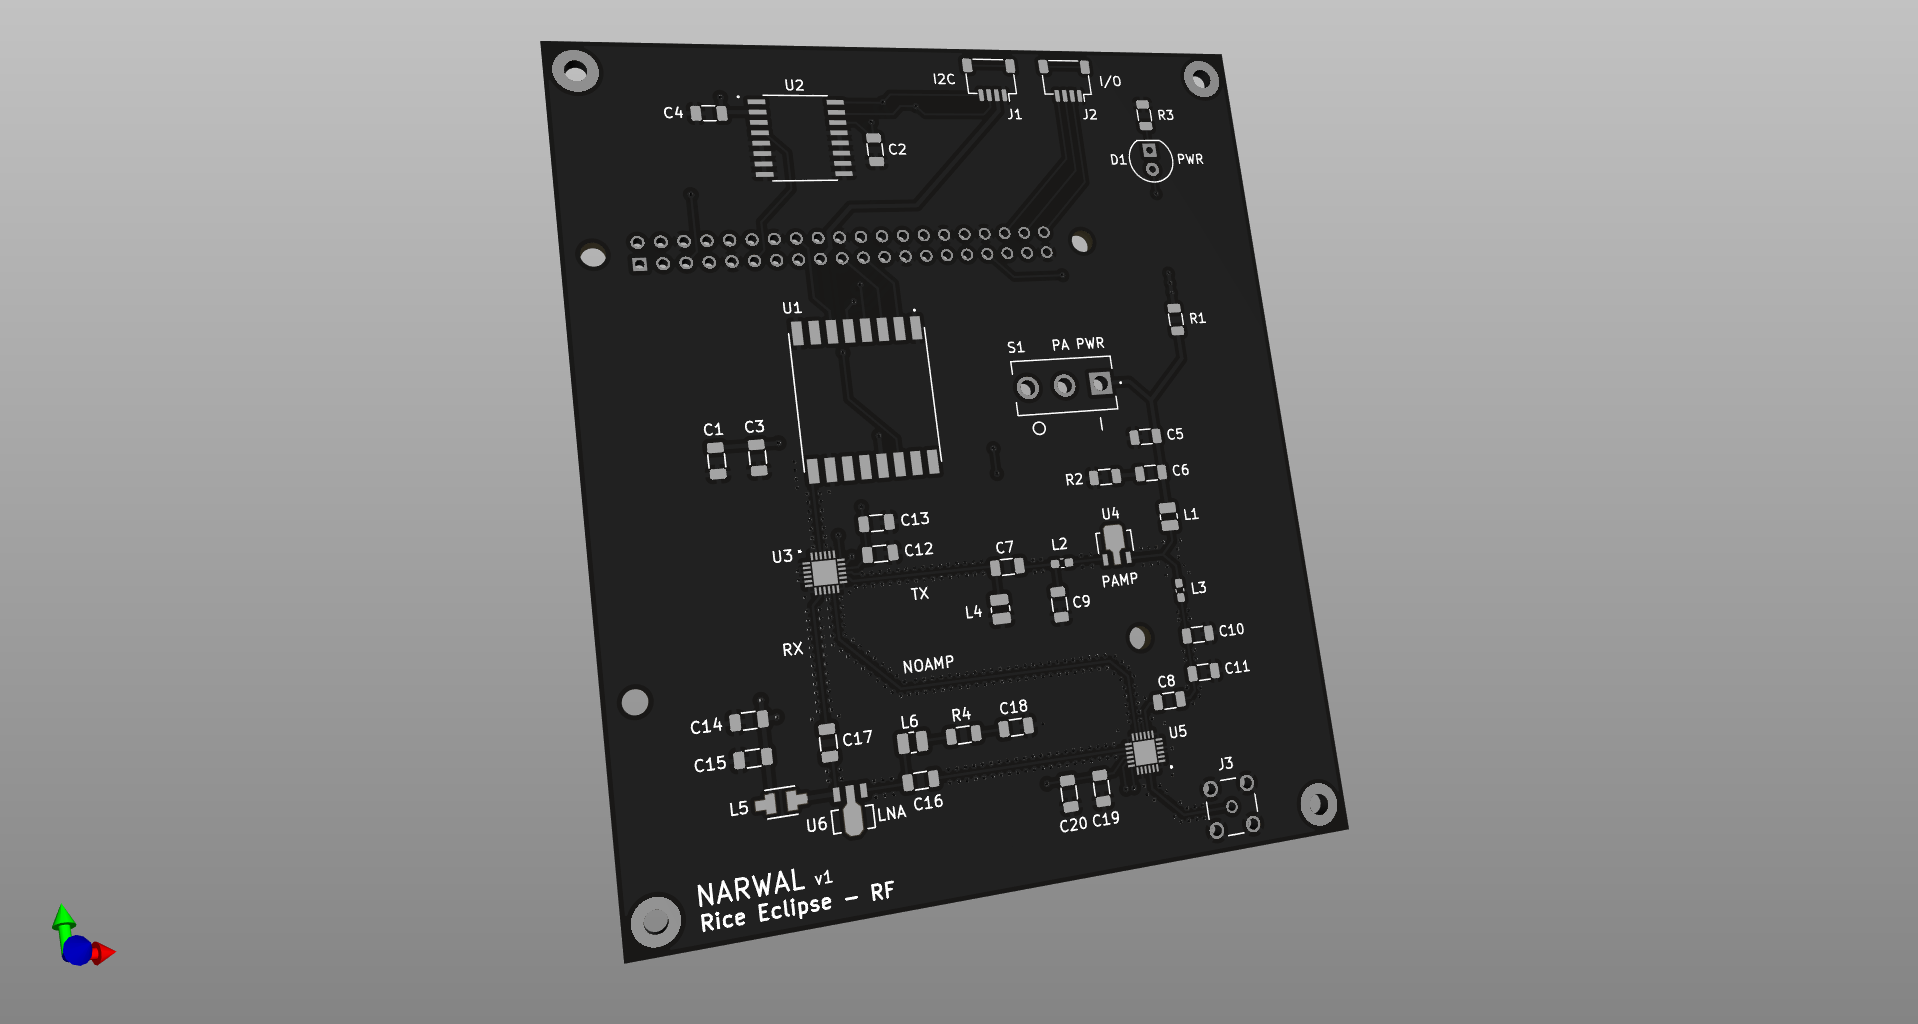 U2
I2C
I/O
C4
J1
J2
R3
C2
D1
PWR
U1
R1
S1
PA PWR
C1
C3
C5
R2
C6
U4
L1
C13
U3
C12
C7
L2
PAMP
TX
L3
L4
C9
C10
RX
NOAMP
C11
C8
C14
L6
R4
C18
C17
U5
C15
J3
L5
C16
U6
LNA
C20
C19
NARWAL v1
Rice Eclipse - RF